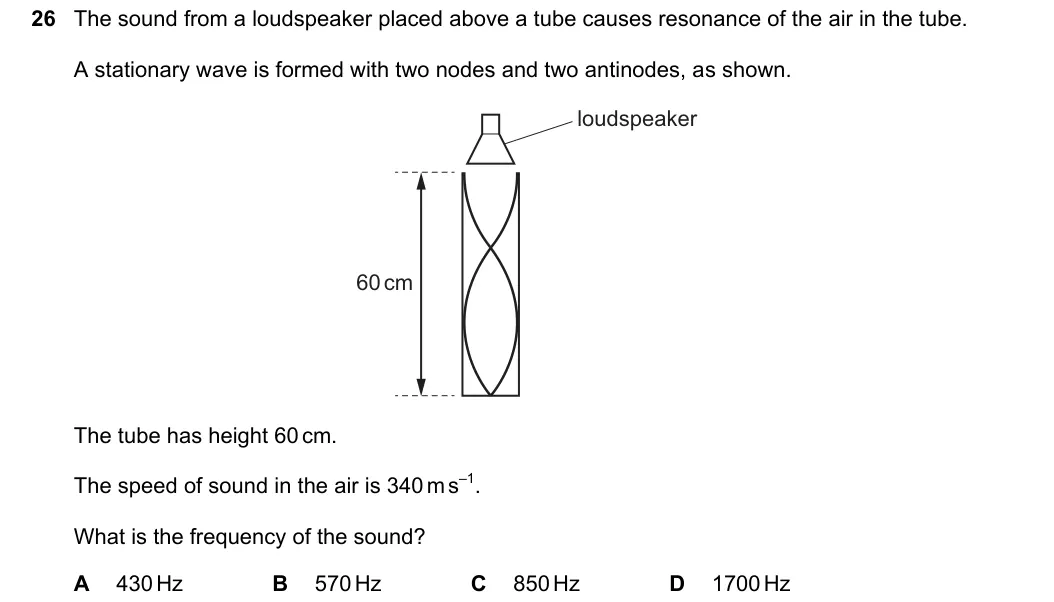 26 The sound from a loudspeaker placed above a tube causes resonance of the air in the tube.
A stationary wave is formed with two nodes and two antinodes, as shown.
loudspeaker
60 cm
The tube has height 60 cm.
The speed of sound in the air is 340 m s⁻¹.
What is the frequency of the sound?
A 430 Hz B 570 Hz C 850 Hz D 1700 Hz